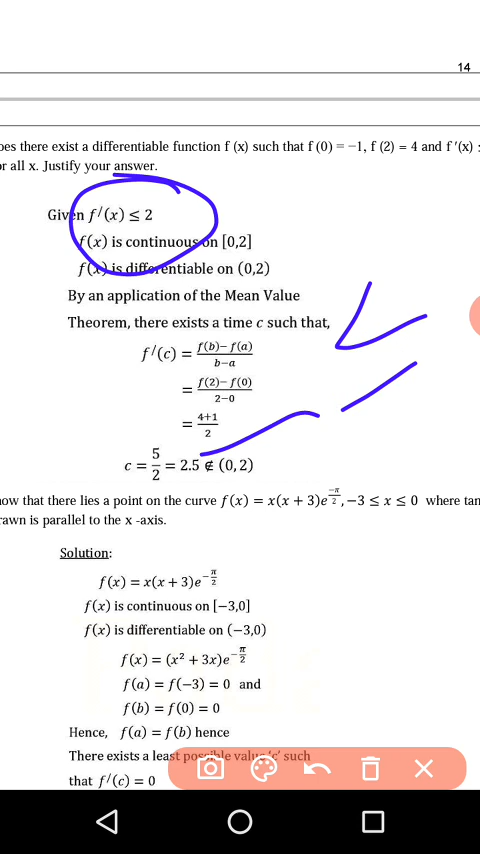 14
oes there exist a differentiable function f (x) such that f (0) = −1, f (2) = 4 and f ′(x) :
or all x. Justify your answer.
Given f ′(x) ≤ 2
f(x) is continuous on [0,2]
f(x) is differentiable on (0,2)
By an application of the Mean Value
Theorem, there exists a time c such that,
f ′(c) = f(b)− f(a) / b−a
= f(2)− f(0) / 2−0
= 4+1 / 2
c = 5/2 = 2.5 ∉ (0, 2)
now that there lies a point on the curve f(x) = x(x + 3)e^(−π/2), −3 ≤ x ≤ 0 where tan
rawn is parallel to the x -axis.
Solution:
f(x) = x(x + 3)e^(−π/2)
f(x) is continuous on [−3,0]
f(x) is differentiable on (−3,0)
f(x) = (x² + 3x)e^(−π/2)
f(a) = f(−3) = 0 and
f(b) = f(0) = 0
Hence, f(a) = f(b) hence
There exists a least possible value 'c' such
that f ′(c) = 0